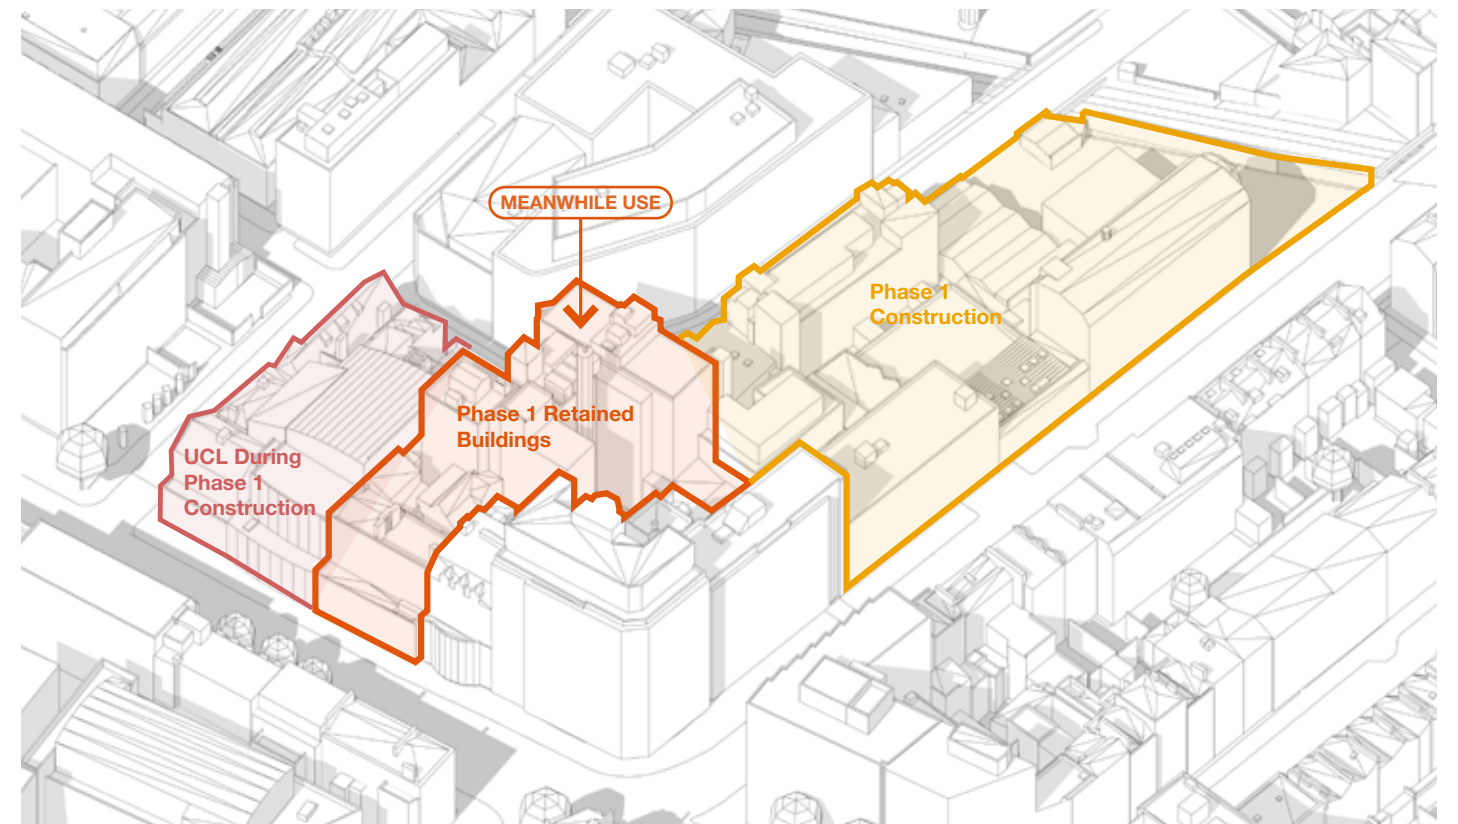 MEANWHILE USE
Phase 1
Construction
Phase 1 Retained
Buildings
UCL During
Phase 1
Construction